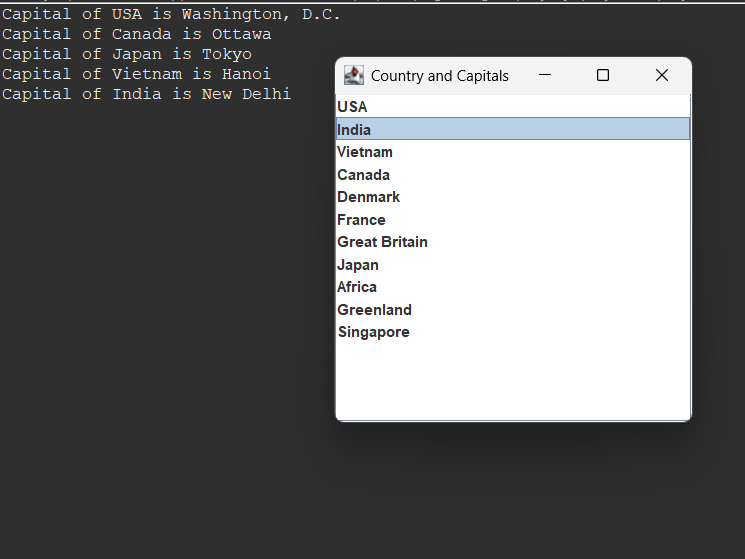 Capital of USA is Washington, D.C.
Capital of Canada is Ottawa
Capital of Japan is Tokyo
Capital of Vietnam is Hanoi
Capital of India is New Delhi
Country and Capitals
USA
India
Vietnam
Canada
Denmark
France
Great Britain
Japan
Africa
Greenland
Singapore